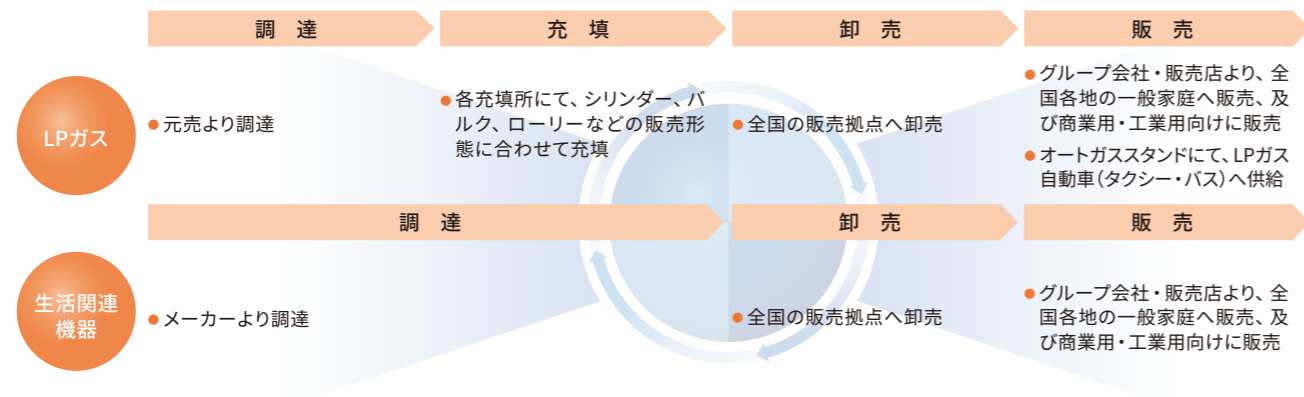 調 達
充 填
卸 売
販 売
LPガス
●元売より調達
●各充填所にて、シリンダー、バ
ルク、ローリーなどの販売形
態に合わせて充填
●全国の販売拠点へ卸売
●グループ会社・販売店より、全
国各地の一般家庭へ販売、及
び商業用・工業用向けに販売
●オートガススタンドにて、LPガス
自動車（タクシー・バス）へ供給
調 達
卸 売
販 売
生活関連
機器
●メーカーより調達
●全国の販売拠点へ卸売
●グループ会社・販売店より、全
国各地の一般家庭へ販売、及
び商業用・工業用向けに販売